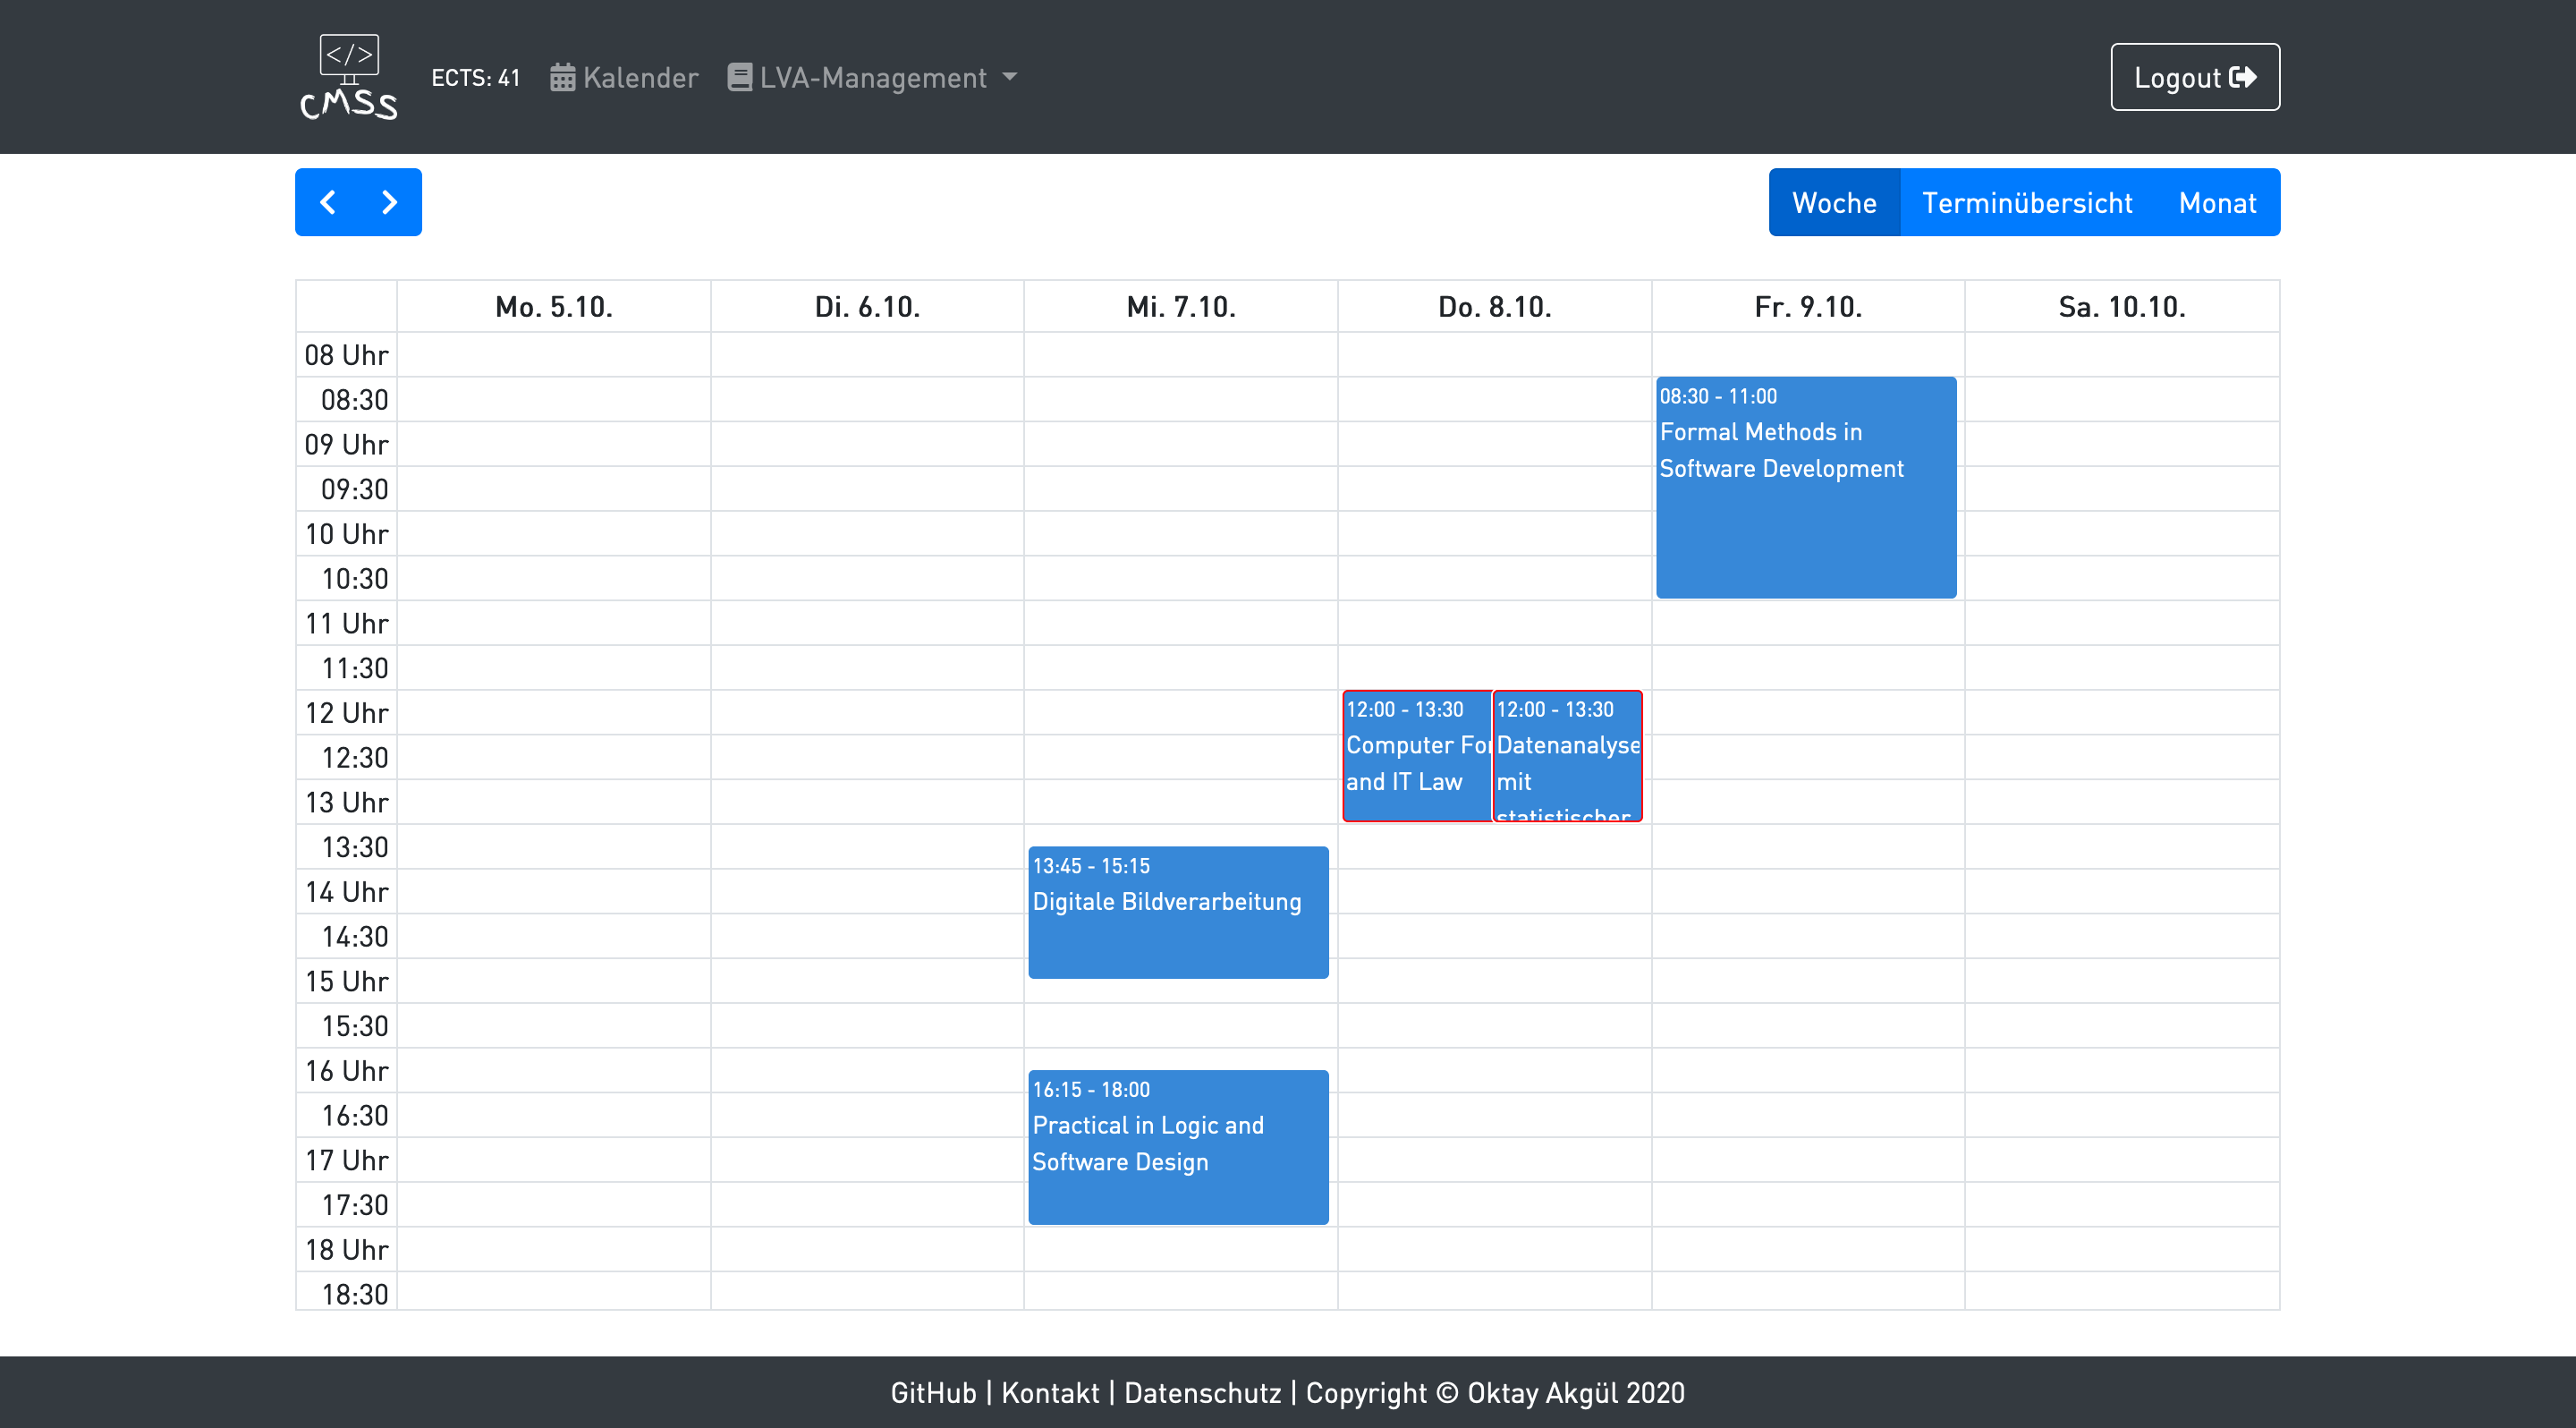 </>
CMSS
ECTS: 41
Kalender
LVA-Management
Logout
Woche
Terminübersicht
Monat
Mo. 5.10.
Di. 6.10.
Mi. 7.10.
Do. 8.10.
Fr. 9.10.
Sa. 10.10.
08 Uhr
08:30
09 Uhr
09:30
10 Uhr
10:30
11 Uhr
11:30
12 Uhr
12:30
13 Uhr
13:30
14 Uhr
14:30
15 Uhr
15:30
16 Uhr
16:30
17 Uhr
17:30
18 Uhr
18:30
13:45 - 15:15
Digitale Bildverarbeitung
16:15 - 18:00
Practical in Logic and
Software Design
12:00 - 13:30
Computer For
and IT Law
12:00 - 13:30
Datenanalyse
mit
statistischer
08:30 - 11:00
Formal Methods in
Software Development
GitHub | Kontakt | Datenschutz | Copyright © Oktay Akgül 2020